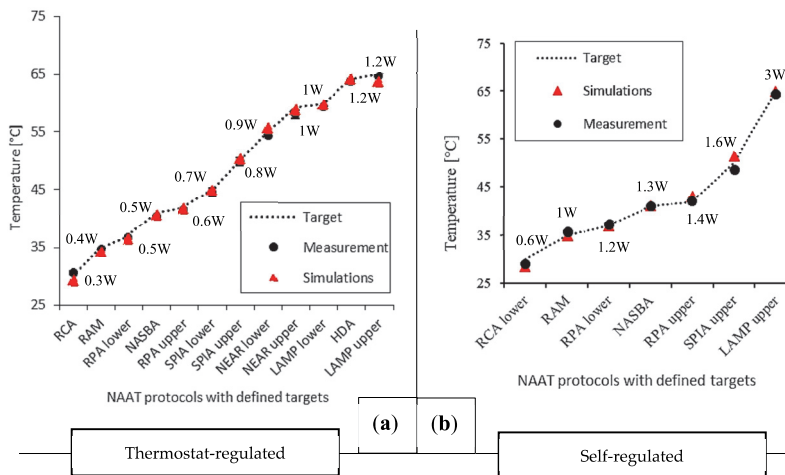 75
65
55
45
35
25
Temperature [°C]
0.4W
0.3W
0.5W
0.5W
0.7W
0.6W
0.9W
0.8W
1W
1W
1.2W
1.2W
Target
Measurement
Simulations
RCA
RAM
RPA lower
NASBA
RPA upper
SPIA lower
SPIA upper
NEAR lower
NEAR upper
LAMP lower
HDA
LAMP upper
NAAT protocols with defined targets
(a)
Thermostat-regulated
75
65
55
45
35
25
Temperature [°C]
Target
Simulations
Measurement
0.6W
1W
1.2W
1.3W
1.4W
1.6W
3W
RCA lower
RAM
RPA lower
NASBA
RPA upper
SPIA upper
LAMP upper
NAAT protocols with defined targets
(b)
Self-regulated